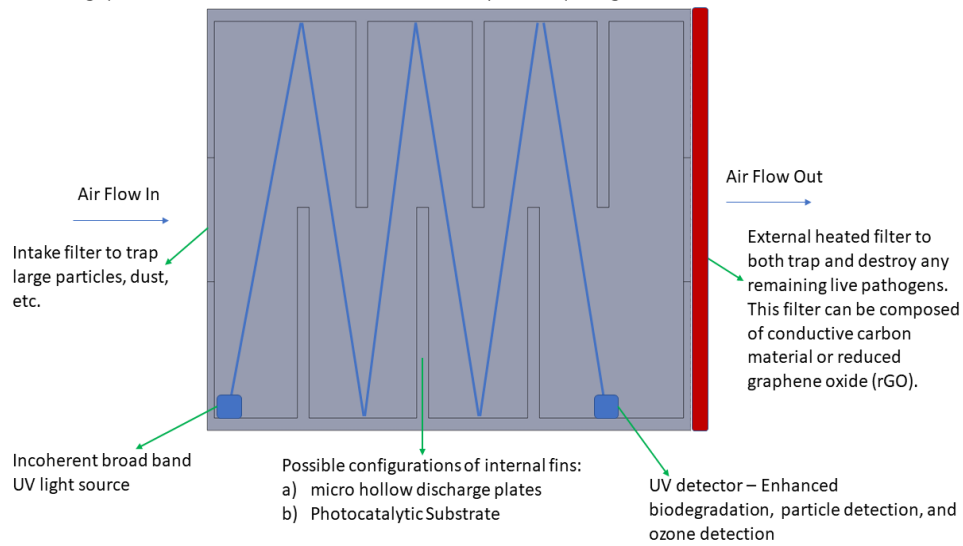 Air Flow In
Intake filter to trap
large particles, dust,
etc.
Air Flow Out
External heated filter to
both trap and destroy any
remaining live pathogens.
This filter can be composed
of conductive carbon
material or reduced
graphene oxide (rGO).
Incoherent broad band
UV light source
Possible configurations of internal fins:
a) micro hollow discharge plates
b) Photocatalytic Substrate
UV detector – Enhanced
biodegradation, particle detection, and
ozone detection